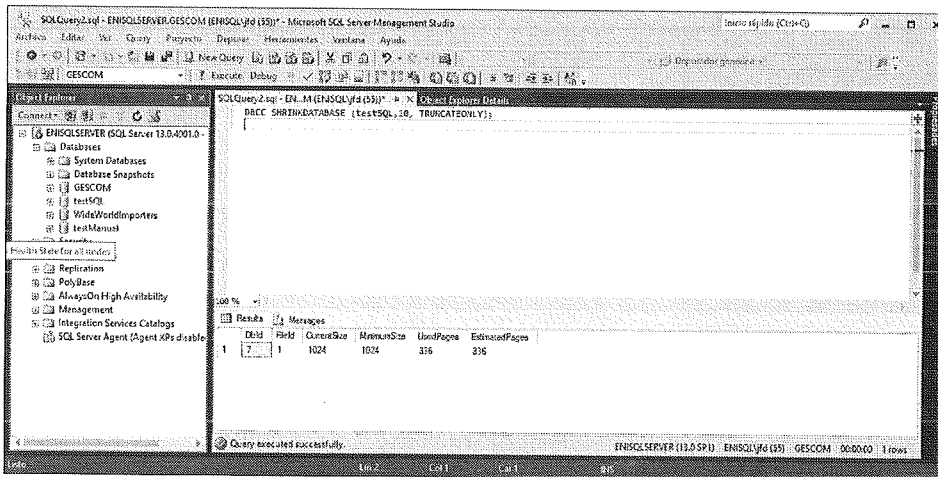 SQLQuery2.sql - ENISQLSERVER.GESCOM (ENISQL\jfd (55))* - Microsoft SQL Server Management Studio
Inicio rápido (Ctrl+Q)
Archivo Editar Ver Query Proyecto Depurar Herramientas Ventana Ayuda
New Query
GESCOM
Execute Debug
Object Explorer
SQLQuery2.sql - EN...M (ENISQL\jfd (55))*
Object Explorer Details
Connect
DBCC SHRINKDATABASE (testSQL,10, TRUNCATEONLY);
ENISQLSERVER (SQL Server 13.0.4001.0 -
Databases
System Databases
Database Snapshots
GESCOM
testSQL
WideWorldImporters
testManual
Security
Health State for all nodes
Replication
PolyBase
AlwaysOn High Availability
Management
Integration Services Catalogs
SQL Server Agent (Agent XPs disable
100 %
Results Messages
DbId FileId CurrentSize MinimumSize UsedPages EstimatedPages
1 7 1 1024 1024 336 336
Query executed successfully.
ENISQLSERVER (13.0 SP1) ENISQL\jfd (55) GESCOM 00:00:00 1 rows
Listo
Lín 2 Col 1 Car 1 INS